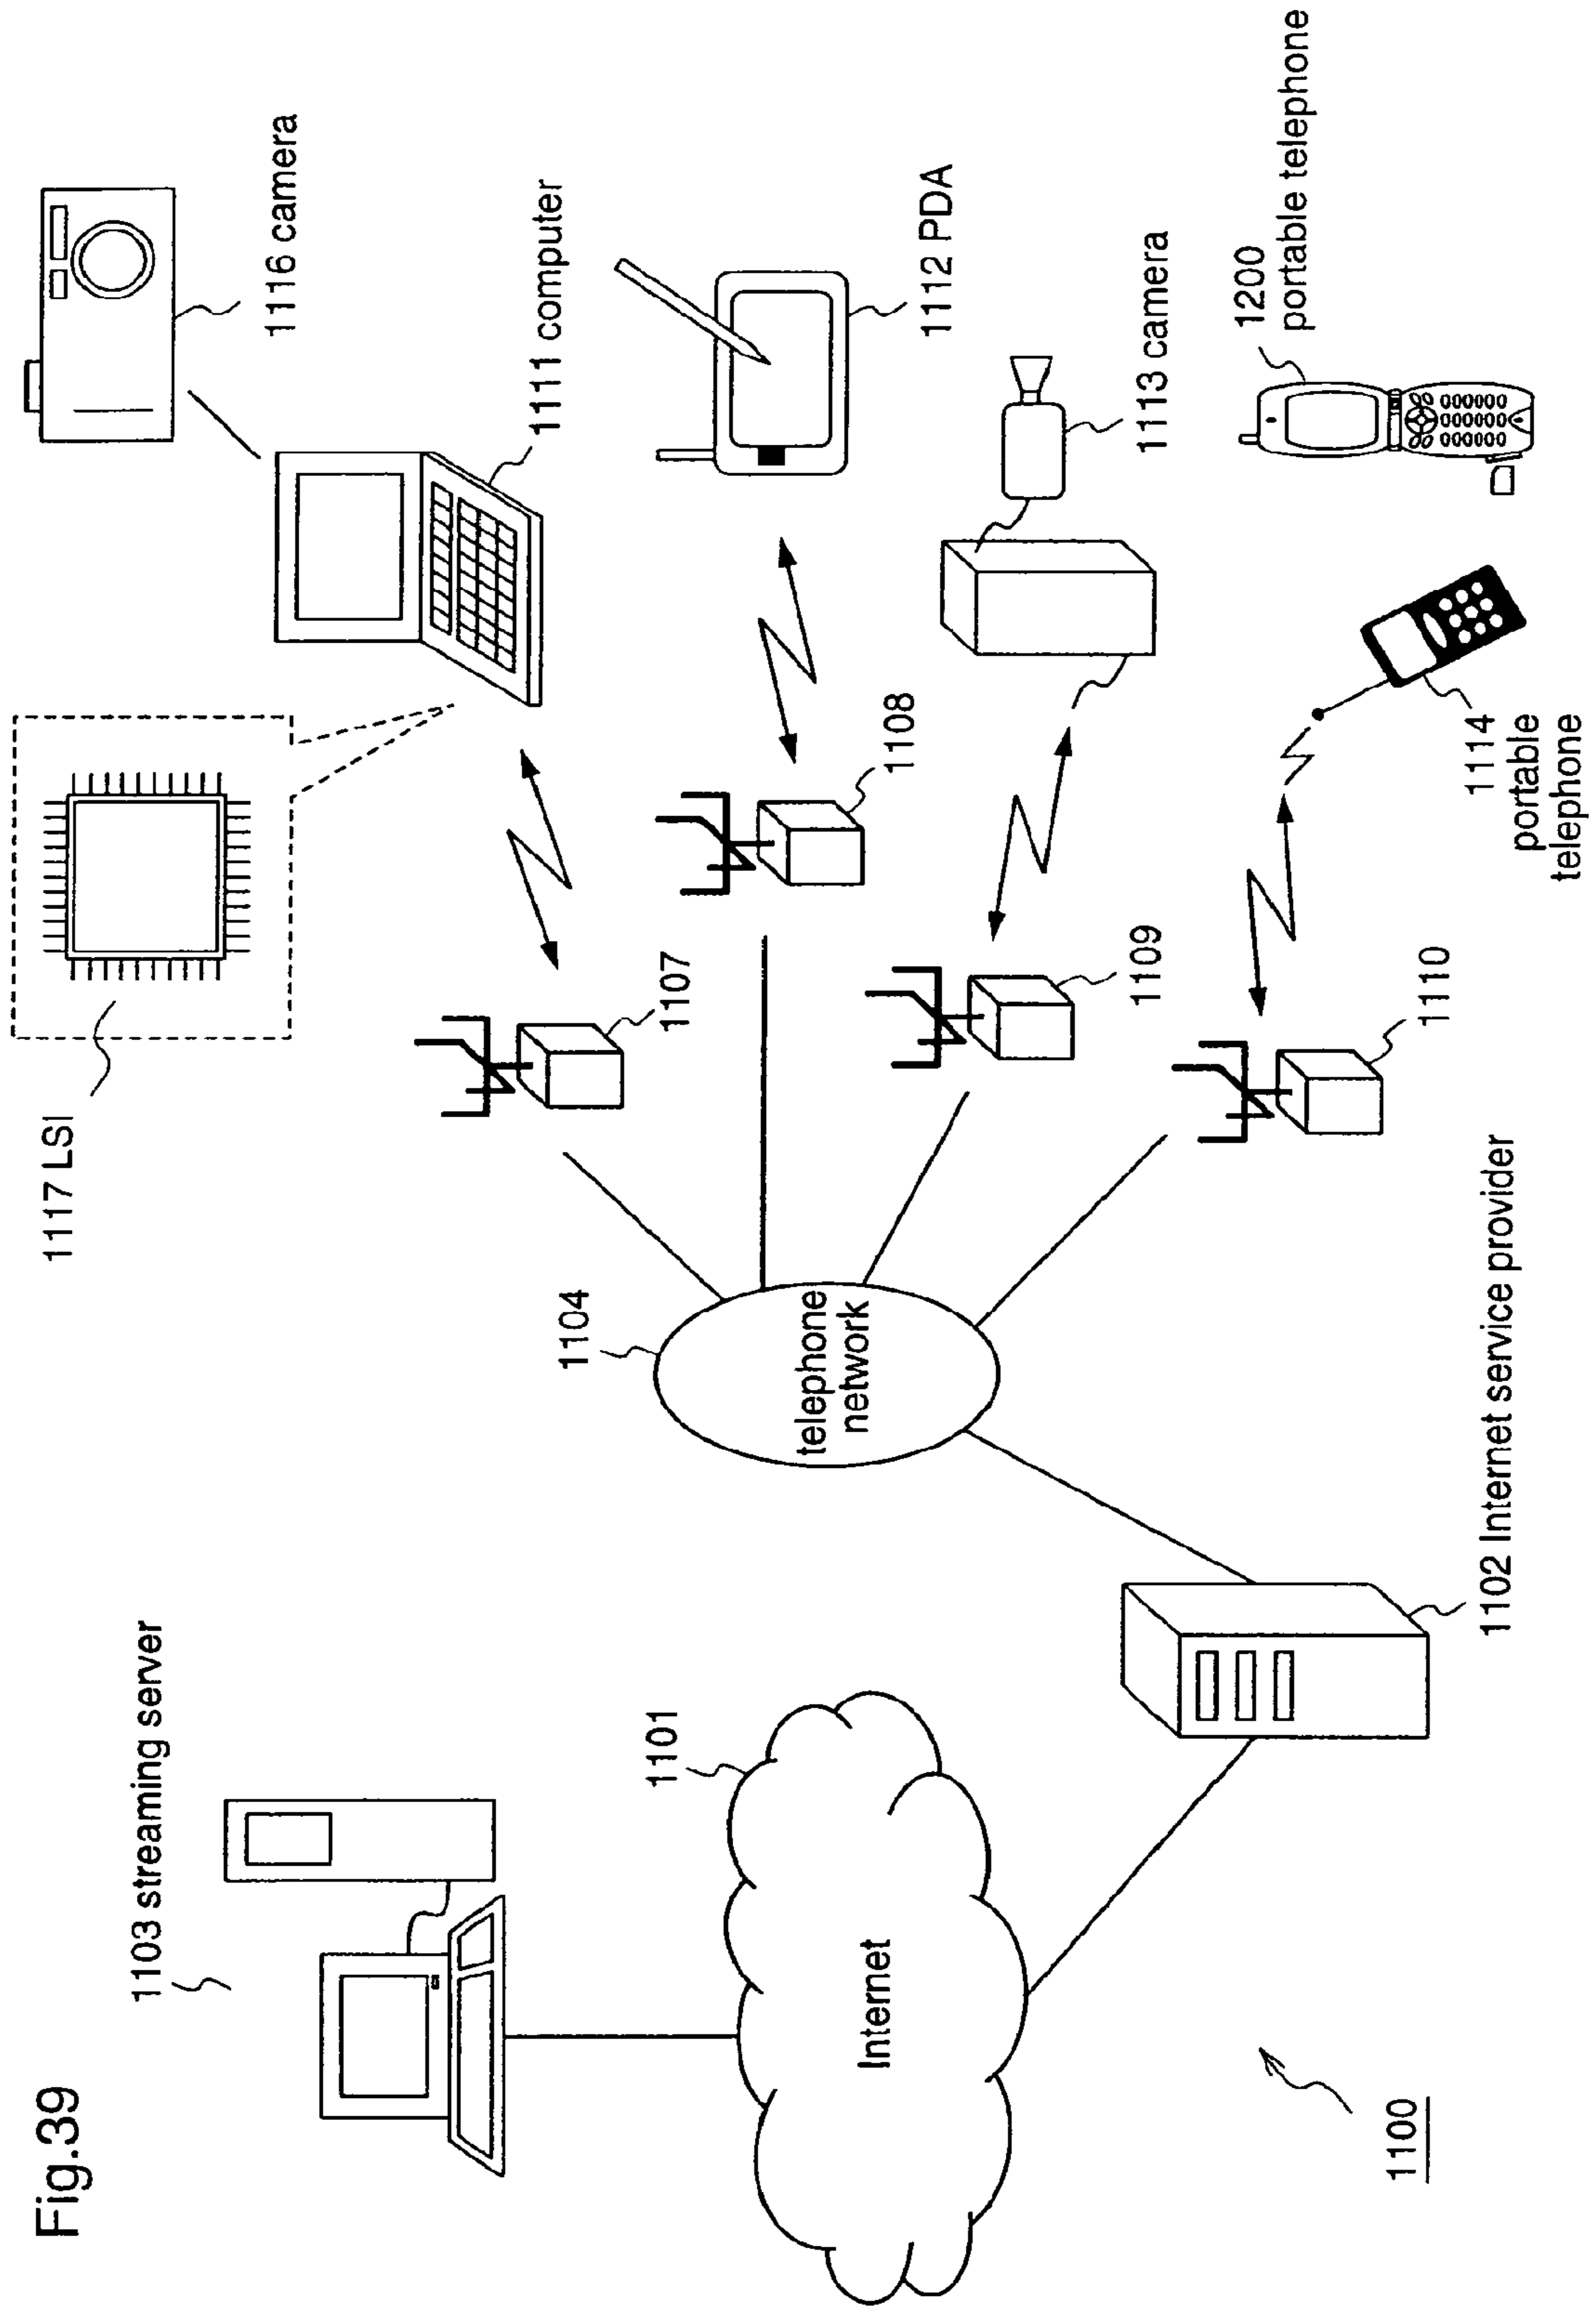 Fig.39
1103 streaming server
1117 LSI
1116 camera
1111 computer
1107
1104
telephone
network
1108
1112 PDA
1101
Internet
1109
1113 camera
1110
1114
portable
telephone
1200
portable telephone
1102 Internet service provider
1100